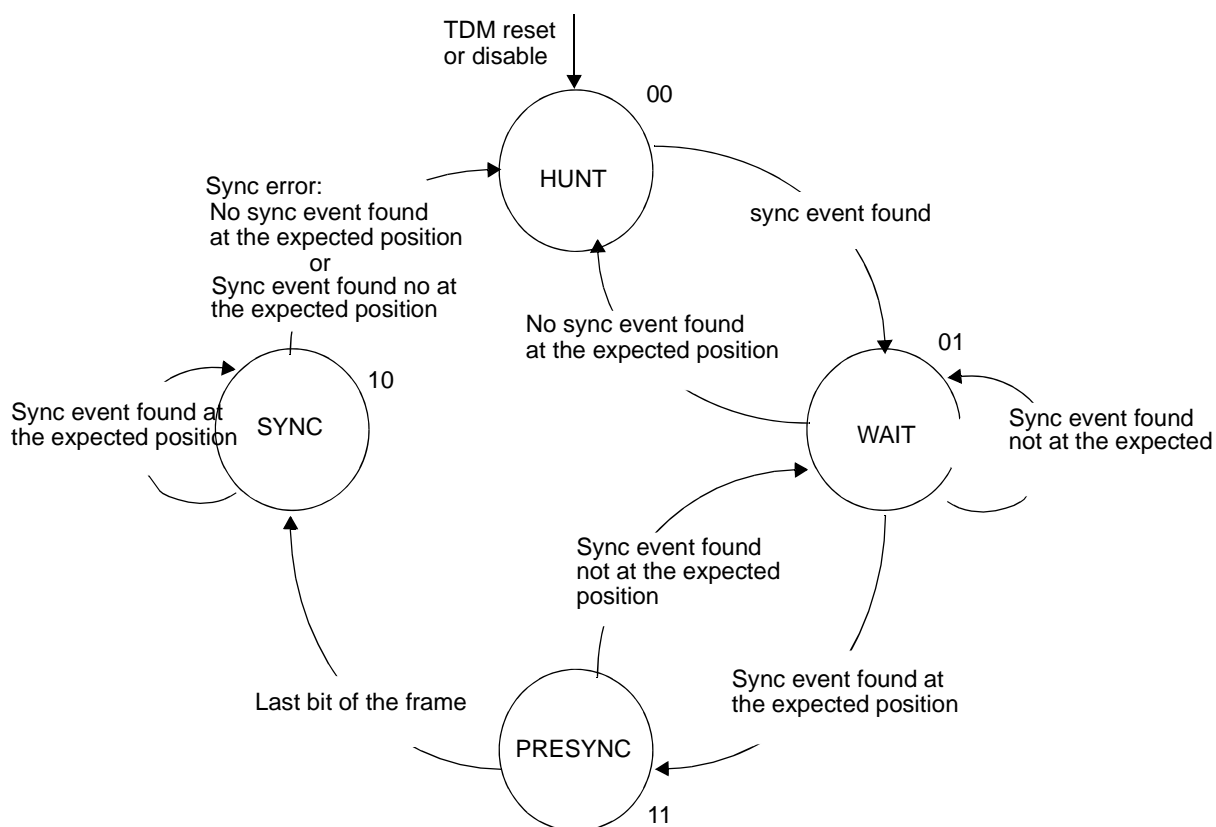 TDM reset
or disable
00
HUNT
Sync error:
No sync event found
at the expected position
or
Sync event found no at
the expected position
sync event found
No sync event found
at the expected position
01
WAIT
Sync event found
not at the expected
10
SYNC
Sync event found at
the expected position
Sync event found
not at the expected
position
Last bit of the frame
Sync event found at
the expected position
PRESYNC
11